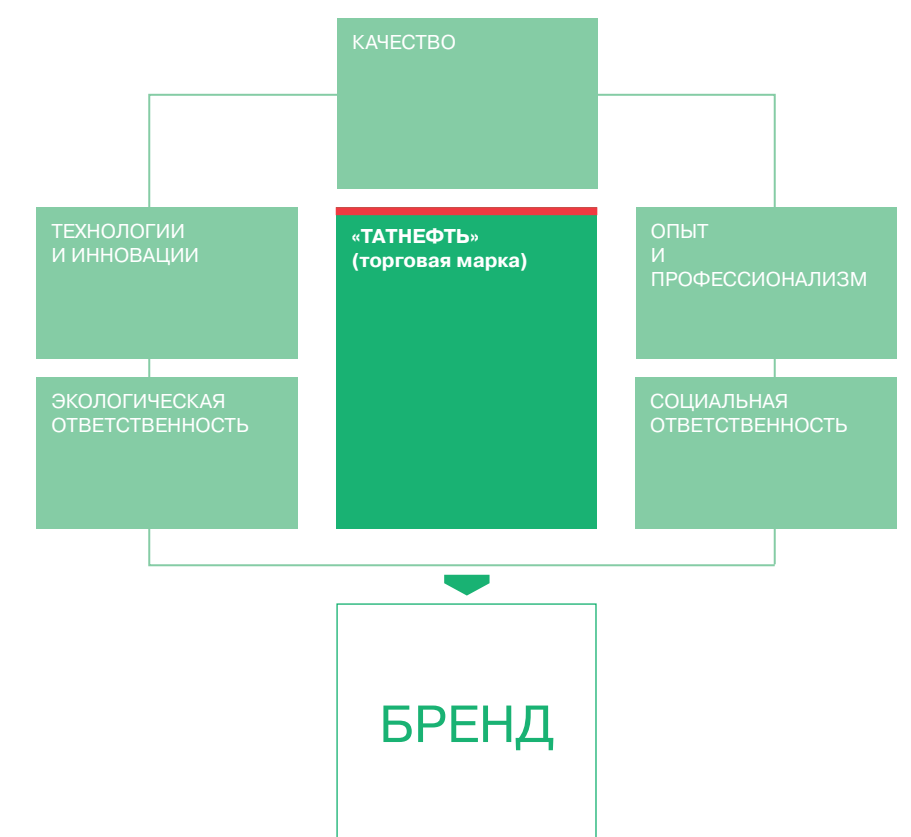 КАЧЕСТВО
ТЕХНОЛОГИИ
И ИННОВАЦИИ
«ТАТНЕФТЬ»
(торговая марка)
ОПЫТ
И
ПРОФЕССИОНАЛИЗМ
ЭКОЛОГИЧЕСКАЯ
ОТВЕТСТВЕННОСТЬ
СОЦИАЛЬНАЯ
ОТВЕТСТВЕННОСТЬ
БРЕНД